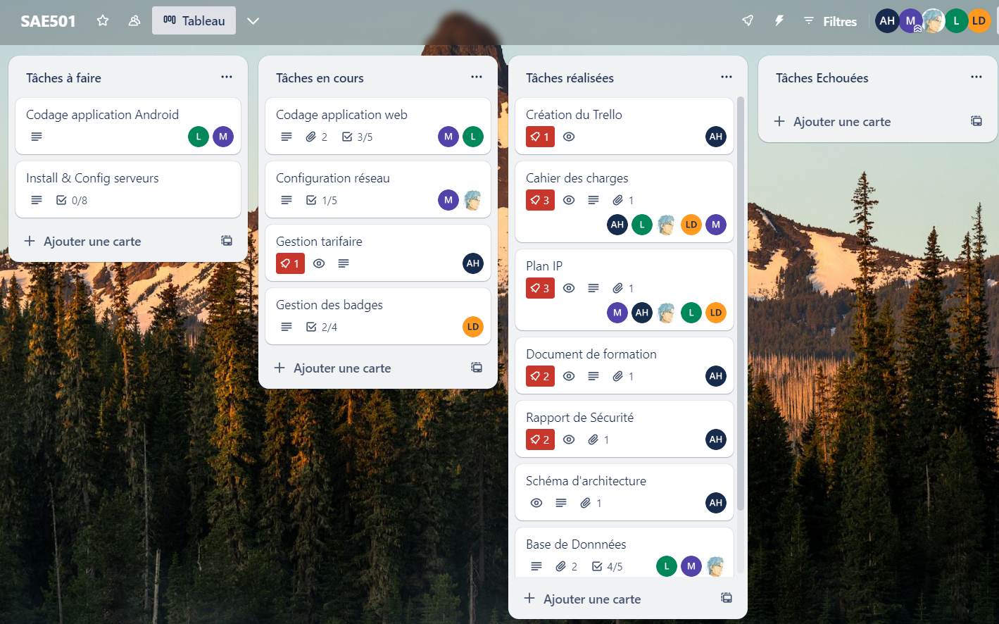 SAE501
Tableau
Filtres
AH M L LD
Tâches à faire
Codage application Android
L M
Install & Config serveurs
0/8
Ajouter une carte
Tâches en cours
Codage application web
2 3/5 M L
Configuration réseau
1/5 M
Gestion tarifaire
1 AH
Gestion des badges
2/4 LD
Ajouter une carte
Tâches réalisées
Création du Trello
1 AH
Cahier des charges
3 1
AH L LD M
Plan IP
3 1
M AH L LD
Document de formation
2 1 AH
Rapport de Sécurité
2 1 AH
Schéma d'architecture
1 AH
Base de Donnnées
2 4/5 L M
Ajouter une carte
Tâches Echouées
Ajouter une carte